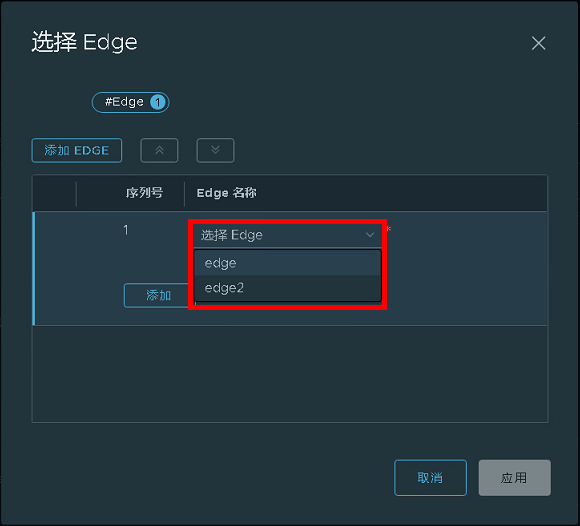 选择 Edge
#Edge 1
添加 EDGE
序列号 Edge 名称
1 选择 Edge *
edge
edge2
添加
取消 应用